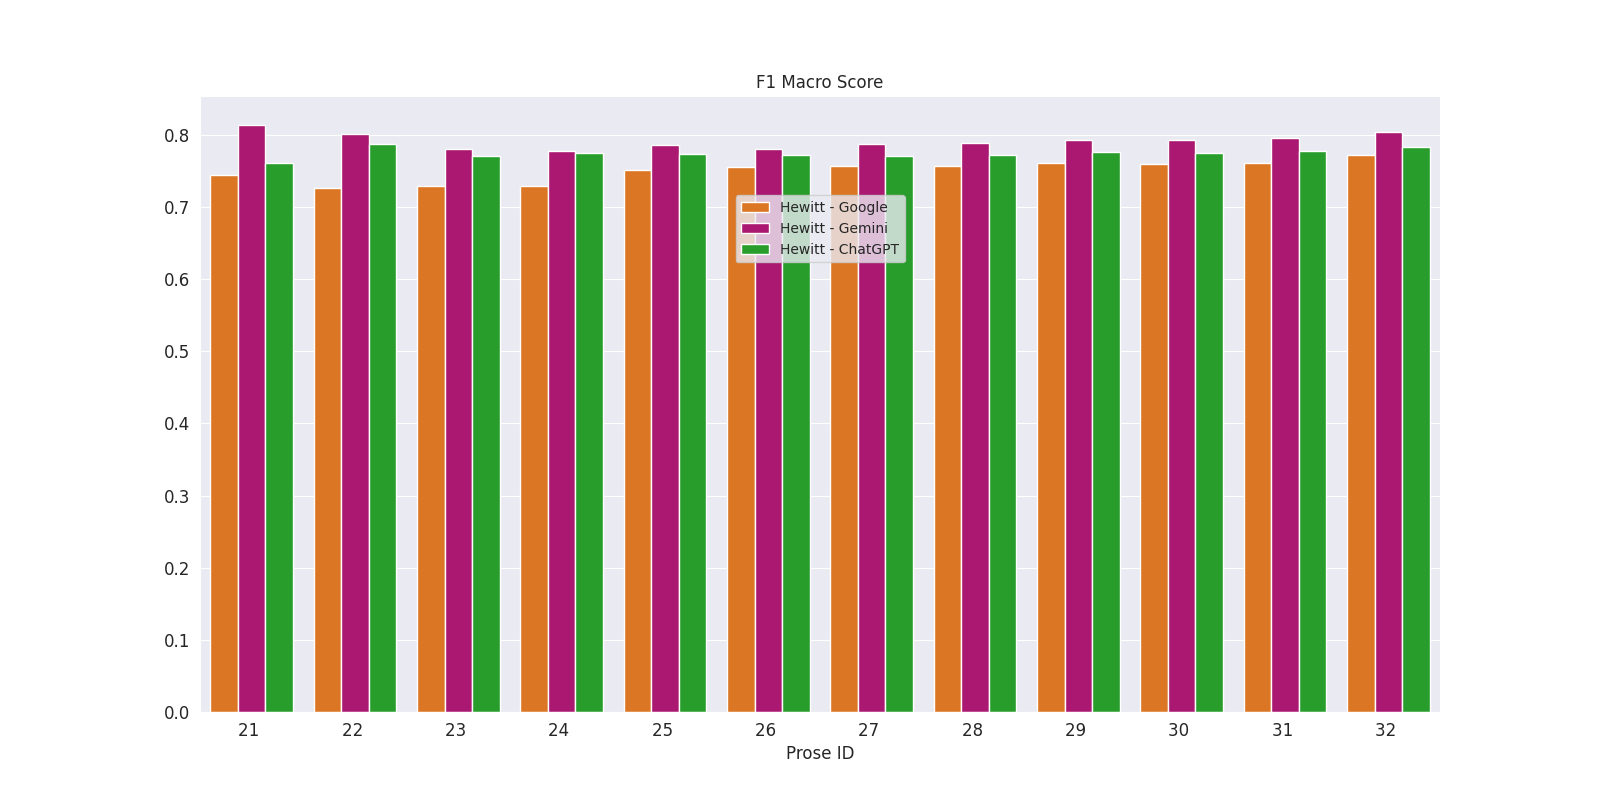 F1 Macro Score
0.8
0.7
0.6
0.5
0.4
0.3
0.2
0.1
0.0
Hewitt - Google
Hewitt - Gemini
Hewitt - ChatGPT
21 22 23 24 25 26 27 28 29 30 31 32
Prose ID